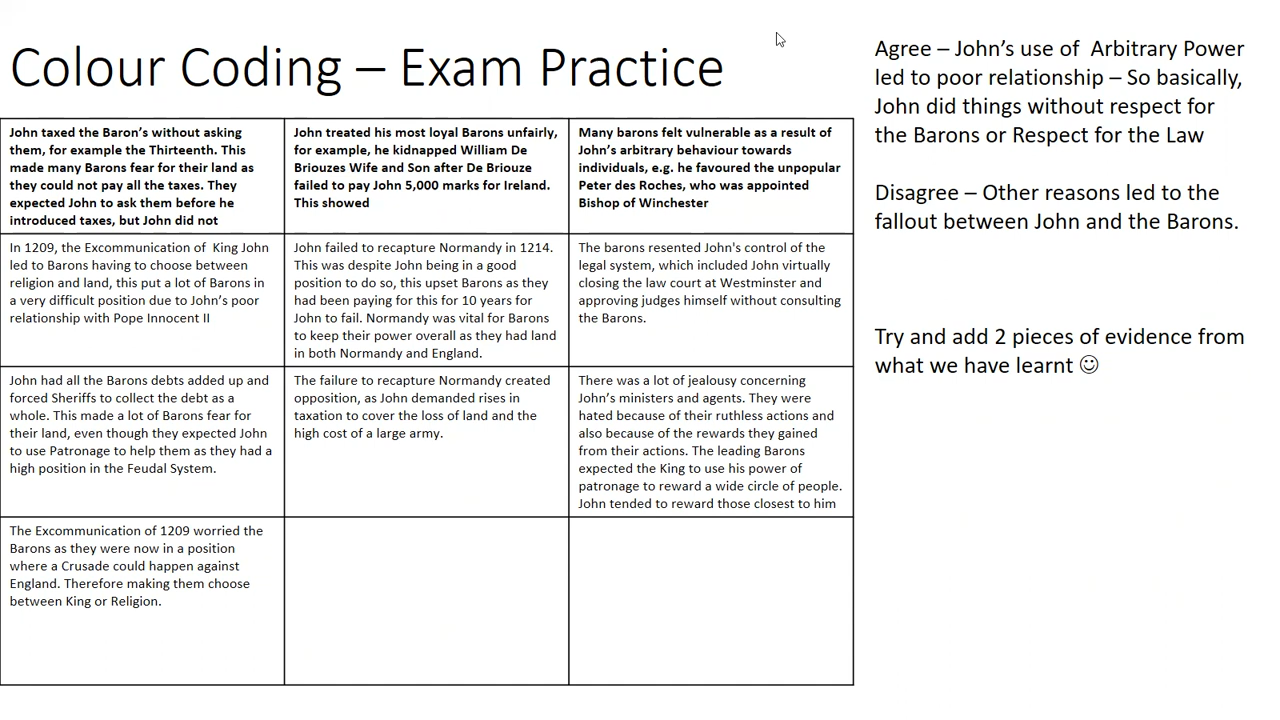 Colour Coding – Exam Practice
John taxed the Baron's without asking
them, for example the Thirteenth. This
made many Barons fear for their land as
they could not pay all the taxes. They
expected John to ask them before he
introduced taxes, but John did not
John treated his most loyal Barons unfairly,
for example, he kidnapped William De
Briouzes Wife and Son after De Briouze
failed to pay John 5,000 marks for Ireland.
This showed
Many barons felt vulnerable as a result of
John's arbitrary behaviour towards
individuals, e.g. he favoured the unpopular
Peter des Roches, who was appointed
Bishop of Winchester
In 1209, the Excommunication of  King John
led to Barons having to choose between
religion and land, this put a lot of Barons in
a very difficult position due to John's poor
relationship with Pope Innocent II
John failed to recapture Normandy in 1214.
This was despite John being in a good
position to do so, this upset Barons as they
had been paying for this for 10 years for
John to fail. Normandy was vital for Barons
to keep their power overall as they had land
in both Normandy and England.
The barons resented John's control of the
legal system, which included John virtually
closing the law court at Westminster and
approving judges himself without consulting
the Barons.
John had all the Barons debts added up and
forced Sheriffs to collect the debt as a
whole. This made a lot of Barons fear for
their land, even though they expected John
to use Patronage to help them as they had a
high position in the Feudal System.
The failure to recapture Normandy created
opposition, as John demanded rises in
taxation to cover the loss of land and the
high cost of a large army.
There was a lot of jealousy concerning
John's ministers and agents. They were
hated because of their ruthless actions and
also because of the rewards they gained
from their actions. The leading Barons
expected the King to use his power of
patronage to reward a wide circle of people.
John tended to reward those closest to him
The Excommunication of 1209 worried the
Barons as they were now in a position
where a Crusade could happen against
England. Therefore making them choose
between King or Religion.
Agree – John's use of  Arbitrary Power
led to poor relationship – So basically,
John did things without respect for
the Barons or Respect for the Law
Disagree – Other reasons led to the
fallout between John and the Barons.
Try and add 2 pieces of evidence from
what we have learnt ☺